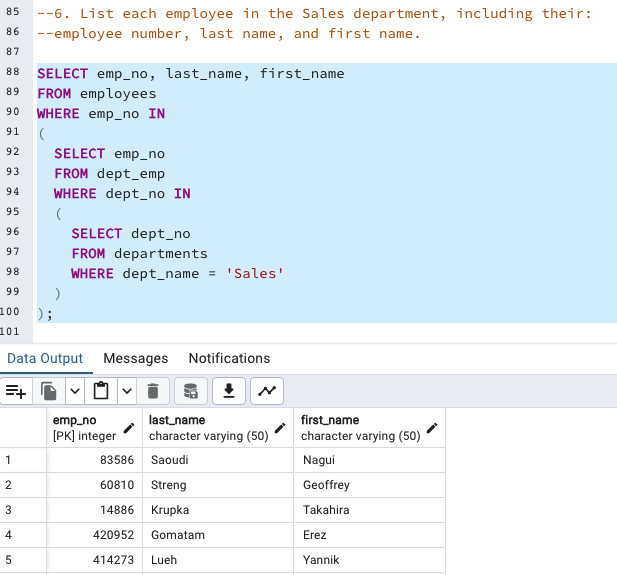 85 --6. List each employee in the Sales department, including their:
86 --employee number, last name, and first name.
87
88 SELECT emp_no, last_name, first_name
89 FROM employees
90 WHERE emp_no IN
91 (
92 SELECT emp_no
93 FROM dept_emp
94 WHERE dept_no IN
95 (
96 SELECT dept_no
97 FROM departments
98 WHERE dept_name = 'Sales'
99 )
100 );
101
Data Output Messages Notifications
emp_no last_name first_name
[PK] integer character varying (50) character varying (50)
1 83586 Saoudi Nagui
2 60810 Streng Geoffrey
3 14886 Krupka Takahira
4 420952 Gomatam Erez
5 414273 Lueh Yannik